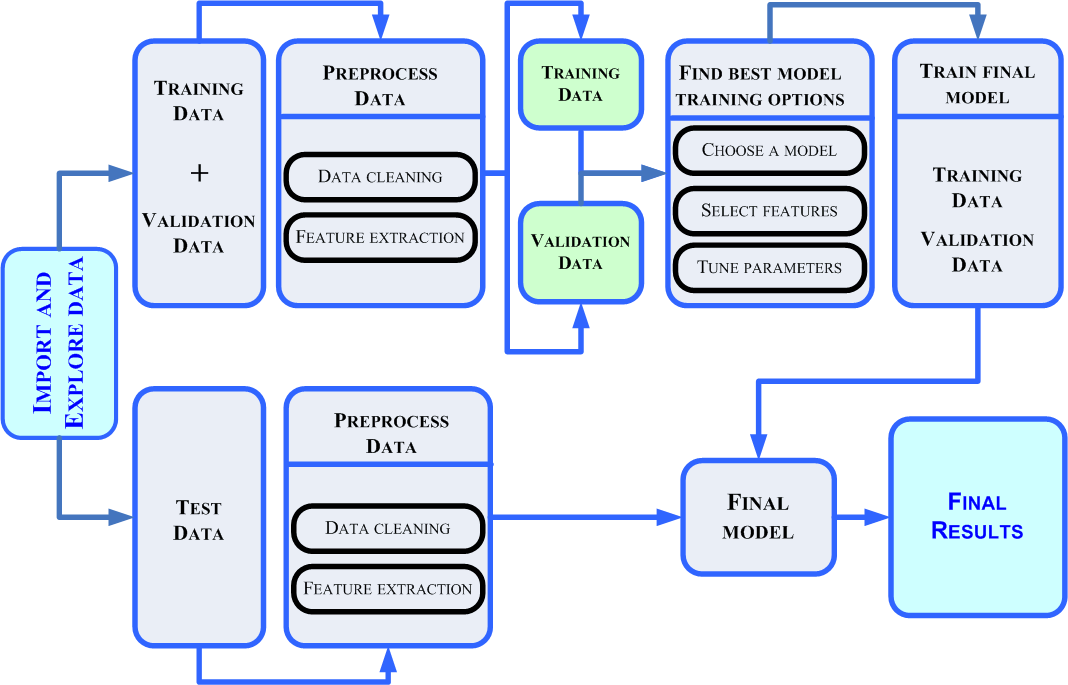 Import and
Explore data
Training
Data
+
Validation
Data
Preprocess
Data
Data cleaning
Feature extraction
Training
Data
Validation
Data
Find best model
training options
Choose a model
Select features
Tune parameters
Train final
model
Training
Data
Validation
Data
Test
Data
Preprocess
Data
Data cleaning
Feature extraction
Final
model
Final
Results